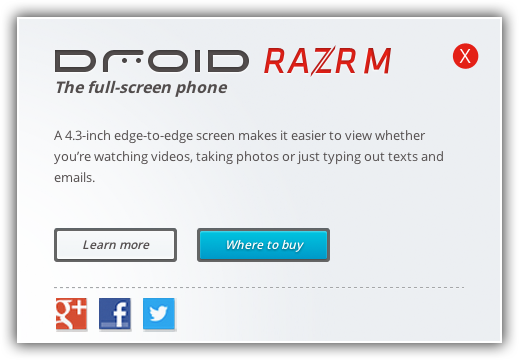 DROID RAZR M
X
The full-screen phone
A 4.3-inch edge-to-edge screen makes it easier to view whether
you're watching videos, taking photos or just typing out texts and
emails.
Learn more
Where to buy
g+
f